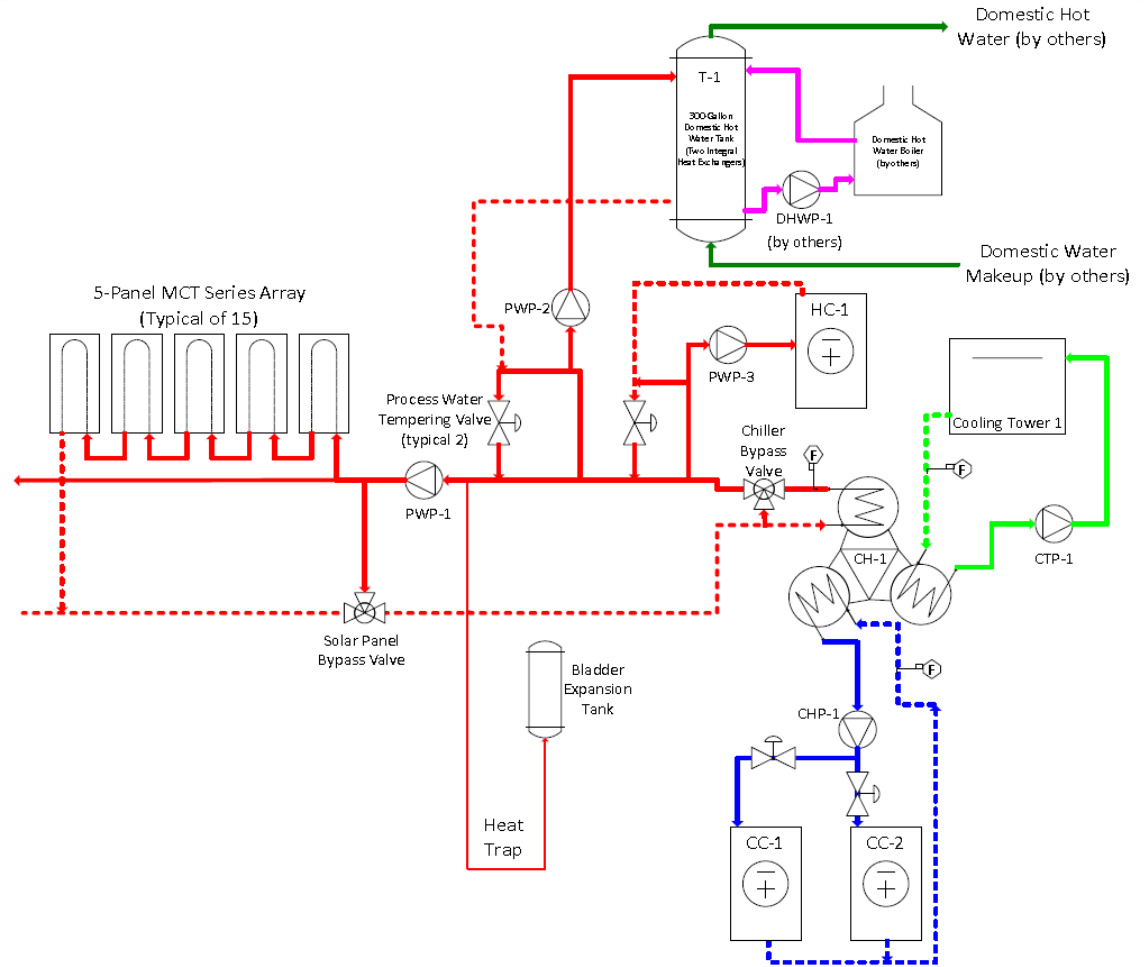 Domestic Hot
Water (by others)
T-1
300-Gallon
Domestic Hot
Water Tank
(Two Integral
Heat Exchangers)
Domestic Hot
Water Boiler
(by others)
DHWP-1
(by others)
Domestic Water
Makeup (by others)
5-Panel MCT Series Array
(Typical of 15)
PWP-2
HC-1
PWP-3
Process Water
Tempering Valve
(typical 2)
Cooling Tower 1
Chiller
Bypass
Valve
F
F
PWP-1
CH-1
CTP-1
Solar Panel
Bypass Valve
Bladder
Expansion
Tank
F
CHP-1
Heat
Trap
CC-1
CC-2